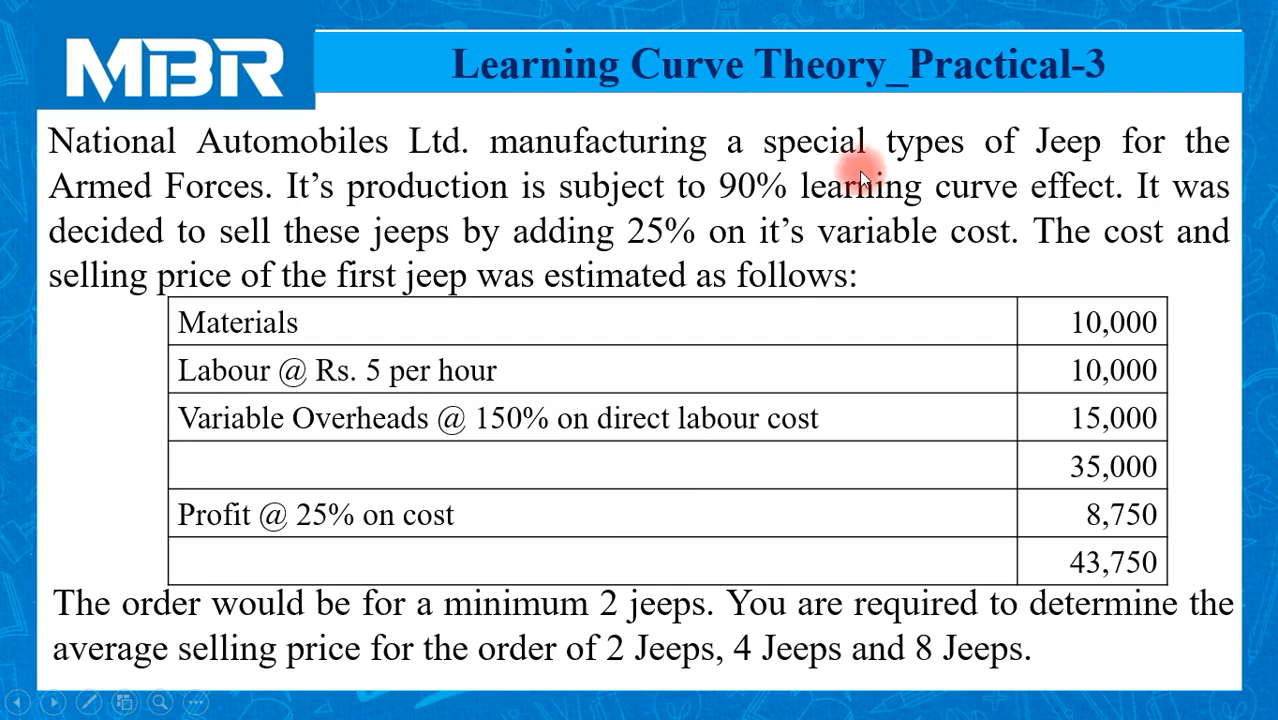 MBR
Learning Curve Theory_Practical-3
National Automobiles Ltd. manufacturing a special types of Jeep for the
Armed Forces. It’s production is subject to 90% learning curve effect. It was
decided to sell these jeeps by adding 25% on it’s variable cost. The cost and
selling price of the first jeep was estimated as follows:
Materials 10,000
Labour @ Rs. 5 per hour 10,000
Variable Overheads @ 150% on direct labour cost 15,000
35,000
Profit @ 25% on cost 8,750
43,750
The order would be for a minimum 2 jeeps. You are required to determine the
average selling price for the order of 2 Jeeps, 4 Jeeps and 8 Jeeps.